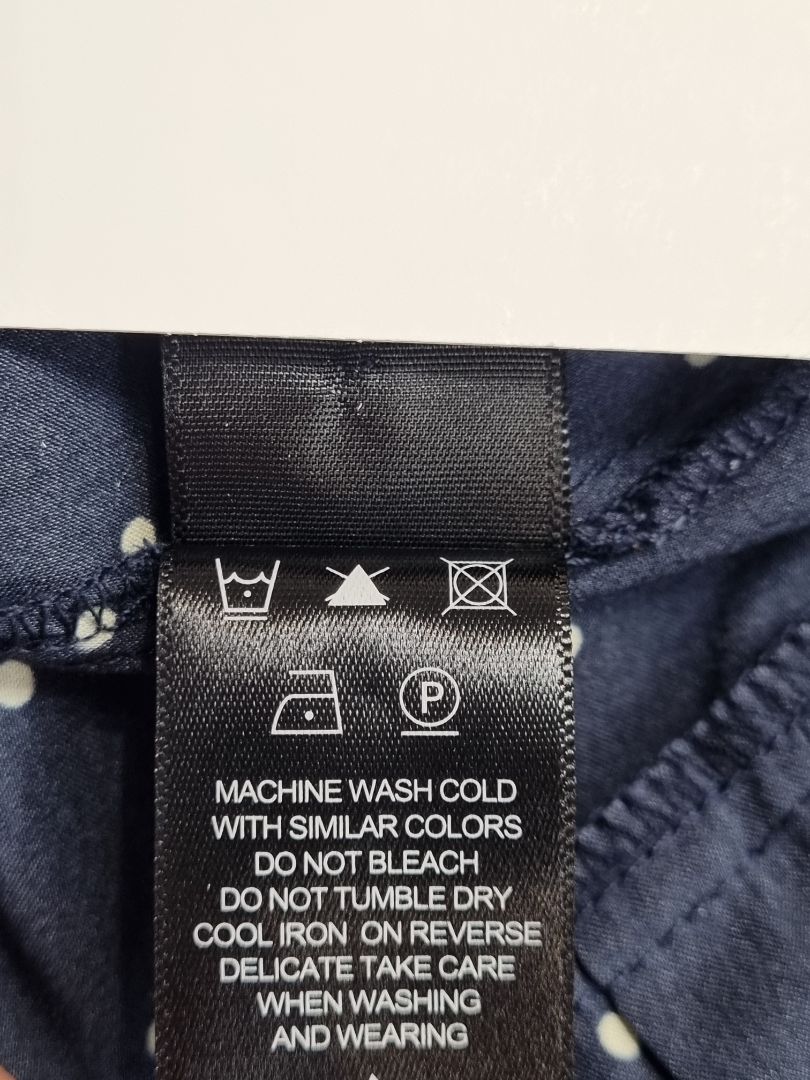 P
MACHINE WASH COLD
WITH SIMILAR COLORS
DO NOT BLEACH
DO NOT TUMBLE DRY
COOL IRON ON REVERSE
DELICATE TAKE CARE
WHEN WASHING
AND WEARING